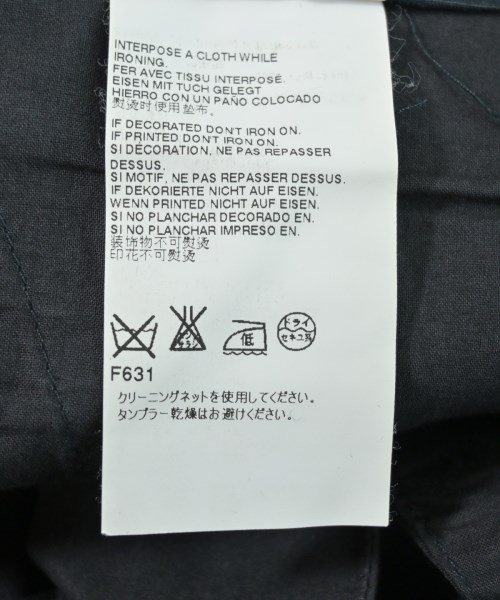 INTERPOSE A CLOTH WHILE
IRONING.
FER AVEC TISSU INTERPOSÉ.
EISEN MIT TUCH GELEGT
HIERRO CON UN PAÑO COLOCADO
熨烫时使用垫布。
IF DECORATED DON'T IRON ON.
IF PRINTED DON'T IRON ON.
SI DÉCORATION, NE PAS REPASSER
DESSUS.
SI MOTIF, NE PAS REPASSER DESSUS.
IF DEKORIERTE NICHT AUF EISEN.
WENN PRINTED NICHT AUF EISEN.
SI NO PLANCHAR DECORADO EN.
SI NO PLANCHAR IMPRESO EN.
装饰物不可熨烫
印花不可熨烫
低
ドライ
セキユ系
F631
クリーニングネットを使用してください。
タンブラー乾燥はお避けください。